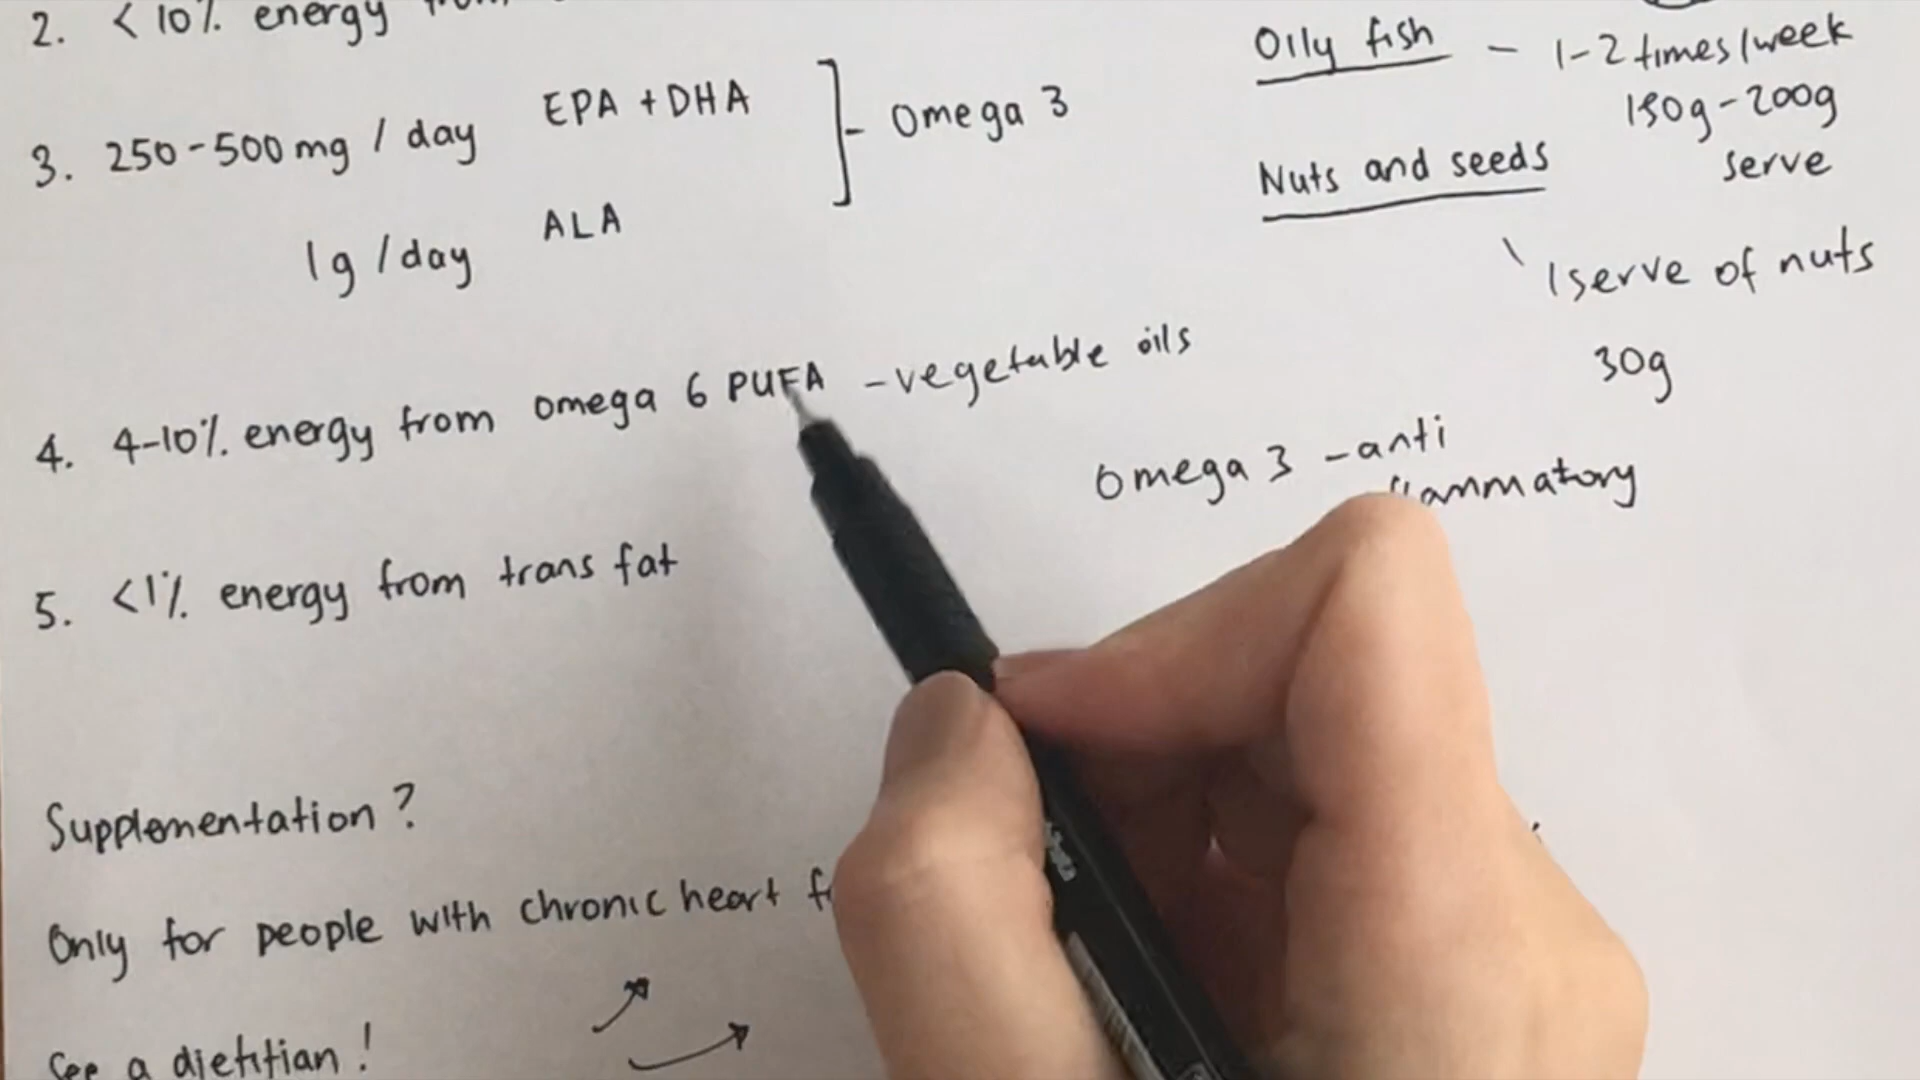 2. < 10% energy from
3. 250-500mg / day EPA + DHA
1g / day ALA
Omega 3
4. 4-10% energy from omega 6 PUFA - vegetable oils
5. <1% energy from trans fat
Supplementation?
Only for people with chronic heart
See a dietitian!
Oily fish - 1-2 times/week
150g-200g
serve
Nuts and seeds
1 serve of nuts
30g
Omega 3 - anti